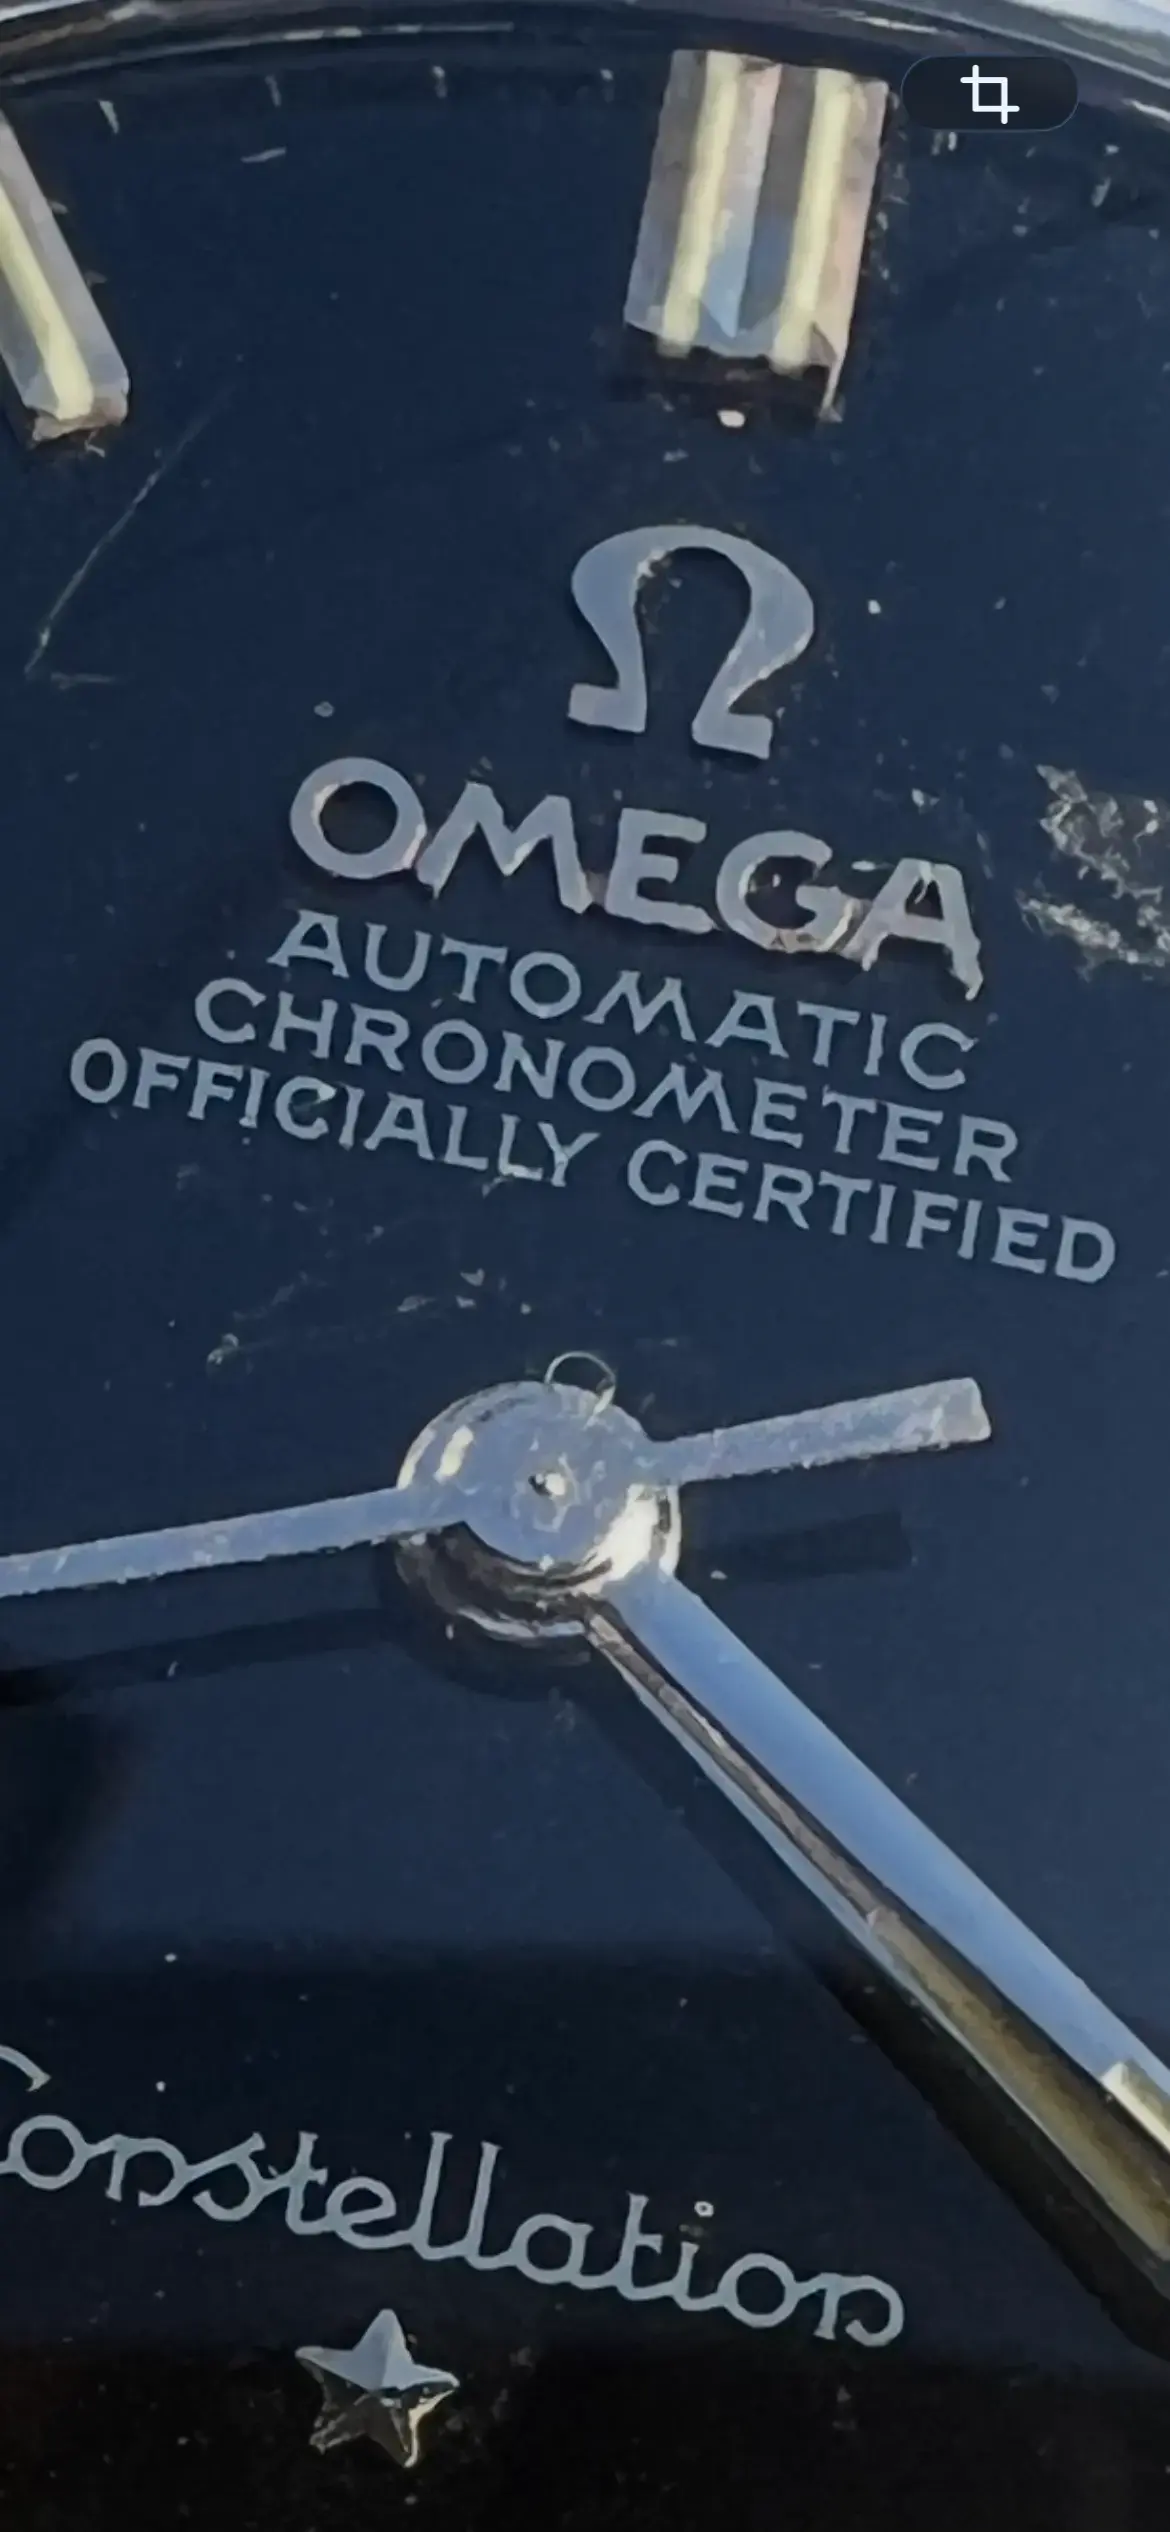 Ω
OMEGA
AUTOMATIC
CHRONOMETER
OFFICIALLY CERTIFIED
Constellation